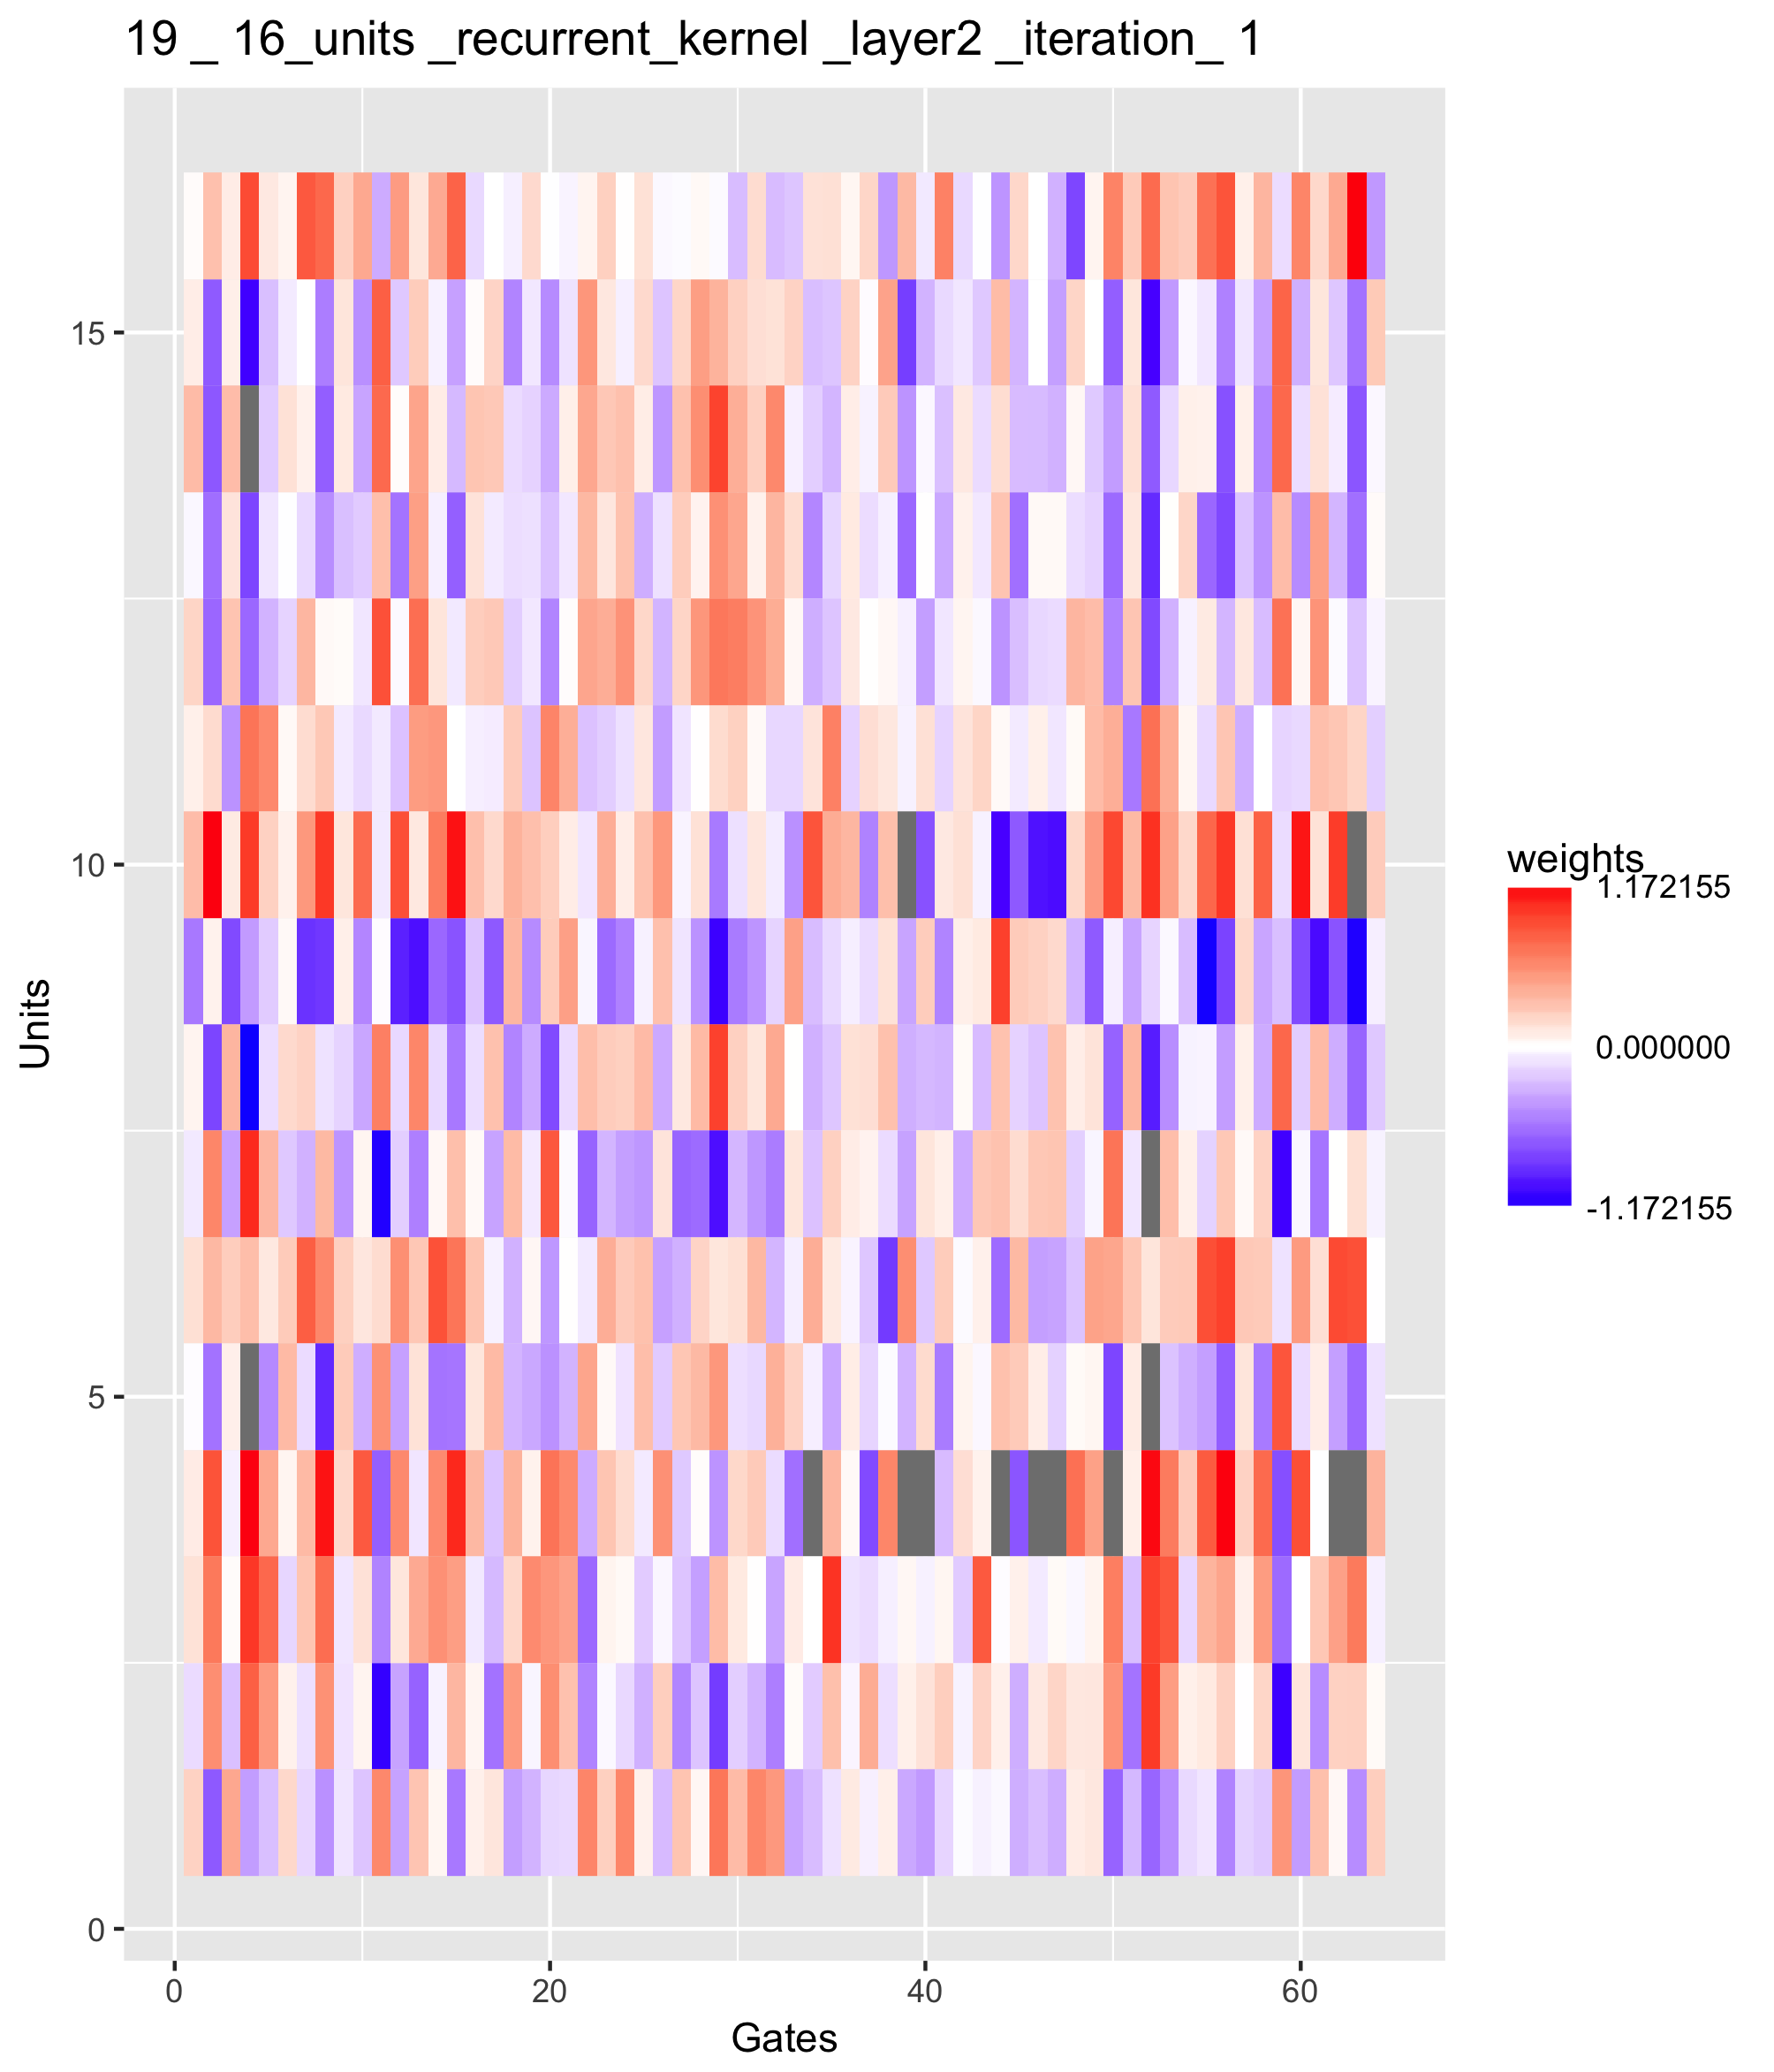 19 _ 16_units _recurrent_kernel _layer2 _iteration_ 1
15
10
5
0
Units
0 20 40 60
Gates
weights
1.172155
0.000000
-1.172155